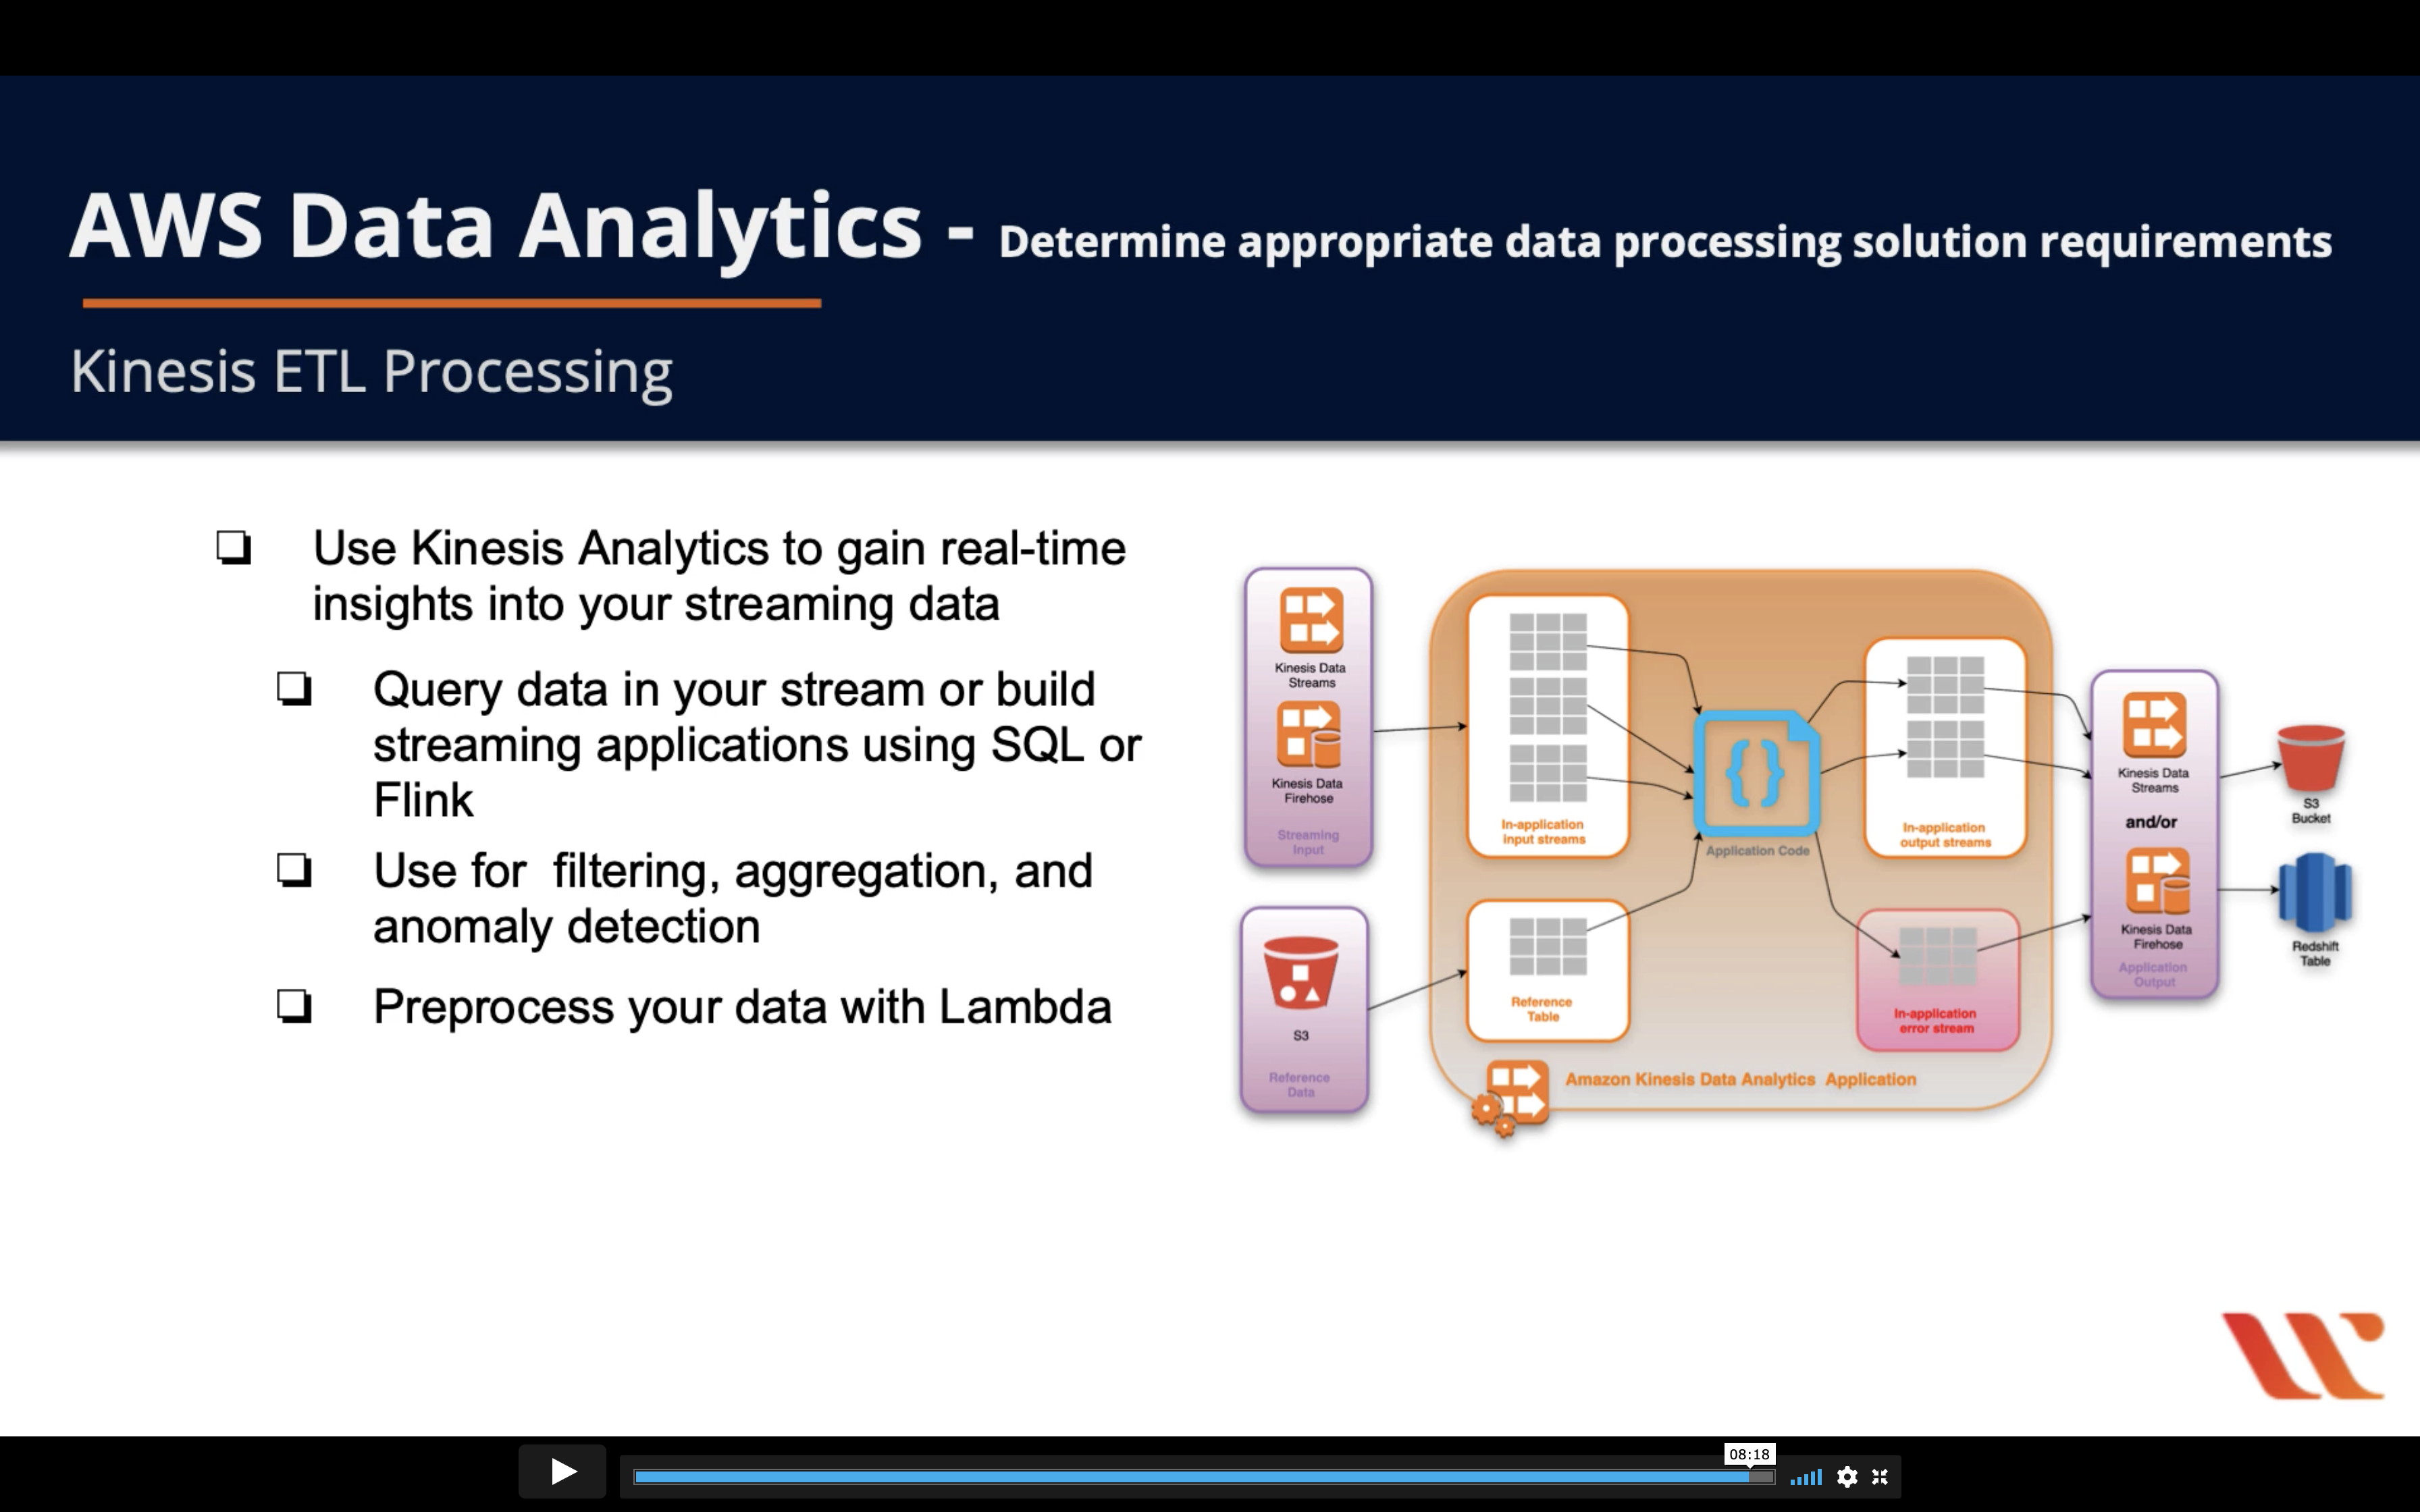 AWS Data Analytics - Determine appropriate data processing solution requirements
Kinesis ETL Processing
Use Kinesis Analytics to gain real-time
insights into your streaming data
Query data in your stream or build
streaming applications using SQL or
Flink
Use for  filtering, aggregation, and
anomaly detection
Preprocess your data with Lambda
Kinesis Data
Streams
Kinesis Data
Firehose
Streaming
Input
S3
Reference
Data
In-application
input streams
Reference
Table
Application Code
In-application
output streams
In-application
error stream
Amazon Kinesis Data Analytics  Application
Kinesis Data
Streams
and/or
Kinesis Data
Firehose
Application
Output
S3
Bucket
Redshift
Table
08:18